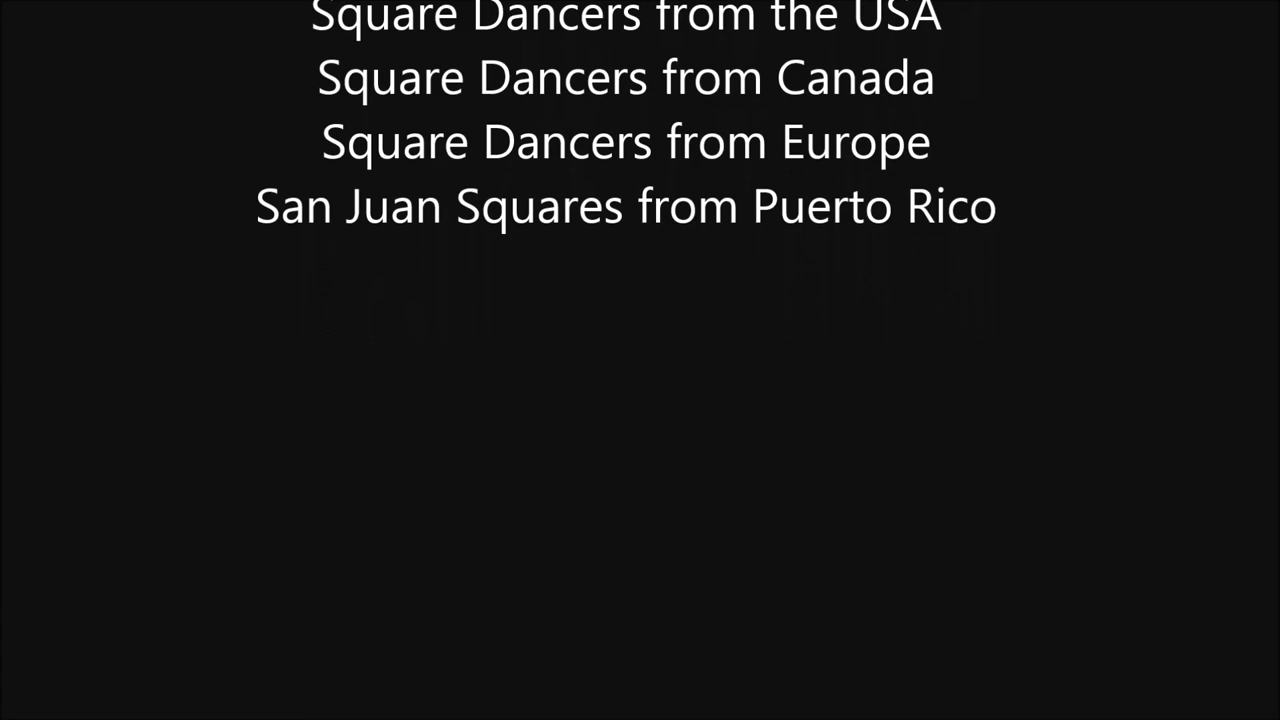 Square Dancers from the USA
Square Dancers from Canada
Square Dancers from Europe
San Juan Squares from Puerto Rico